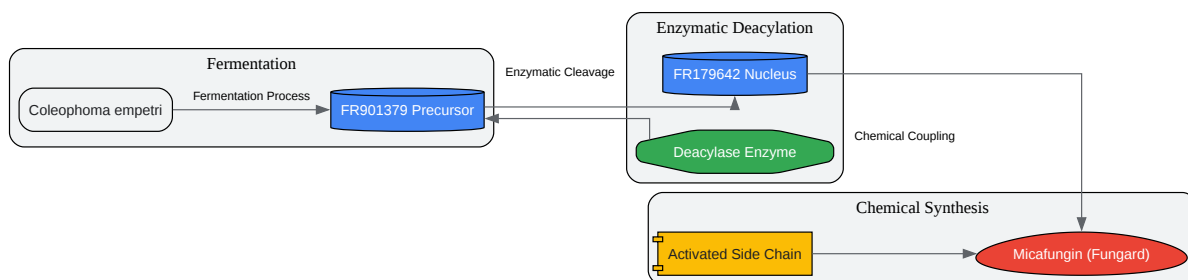 Enzymatic Deacylation
Fermentation
Enzymatic Cleavage
FR179642 Nucleus
Coleophoma empetri
Fermentation Process
FR901379 Precursor
Deacylase Enzyme
Chemical Coupling
Chemical Synthesis
Activated Side Chain
Micafungin (Fungard)